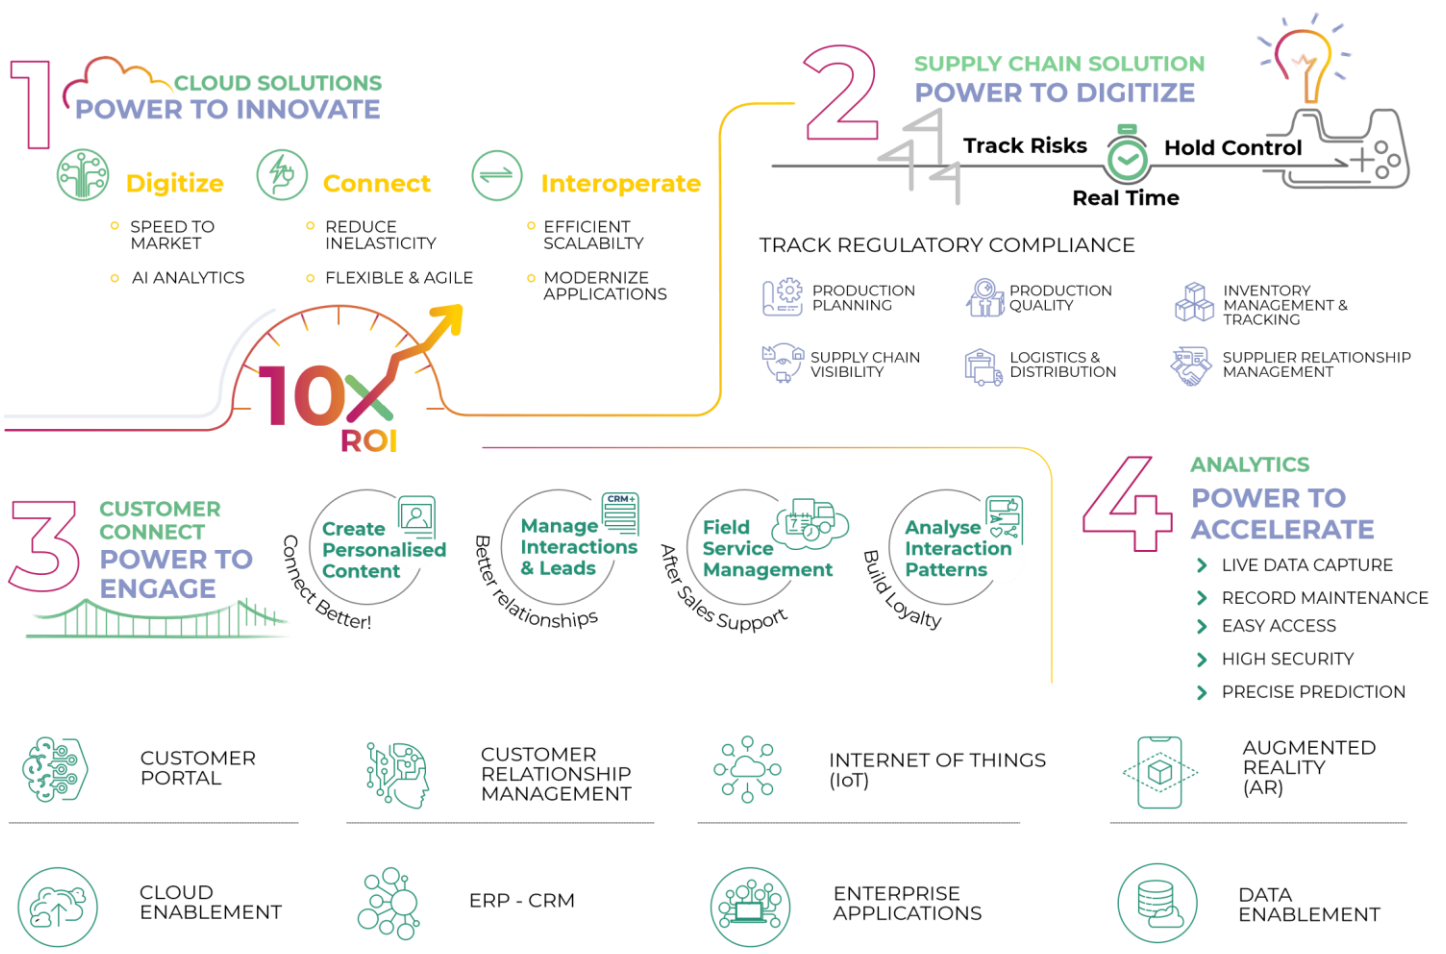 1
CLOUD SOLUTIONS
POWER TO INNOVATE
Digitize
SPEED TO
MARKET
AI ANALYTICS
Connect
REDUCE
INELASTICITY
FLEXIBLE & AGILE
Interoperate
EFFICIENT
SCALABILTY
MODERNIZE
APPLICATIONS
10X
ROI
2
SUPPLY CHAIN SOLUTION
POWER TO DIGITIZE
Track Risks
Hold Control
Real Time
TRACK REGULATORY COMPLIANCE
PRODUCTION
PLANNING
PRODUCTION
QUALITY
INVENTORY
MANAGEMENT &
TRACKING
SUPPLY CHAIN
VISIBILITY
LOGISTICS &
DISTRIBUTION
SUPPLIER RELATIONSHIP
MANAGEMENT
3
CUSTOMER
CONNECT
POWER TO
ENGAGE
Create
Personalised
Content
Connect Better!
CRM+
Manage
Interactions
& Leads
Better relationships
7
Field
Service
Management
After Sales Support
Analyse
Interaction
Patterns
Build Loyalty
4
ANALYTICS
POWER TO
ACCELERATE
LIVE DATA CAPTURE
RECORD MAINTENANCE
EASY ACCESS
HIGH SECURITY
PRECISE PREDICTION
CUSTOMER
PORTAL
CUSTOMER
RELATIONSHIP
MANAGEMENT
INTERNET OF THINGS
(IoT)
AUGMENTED
REALITY
(AR)
CLOUD
ENABLEMENT
ERP - CRM
ENTERPRISE
APPLICATIONS
DATA
ENABLEMENT